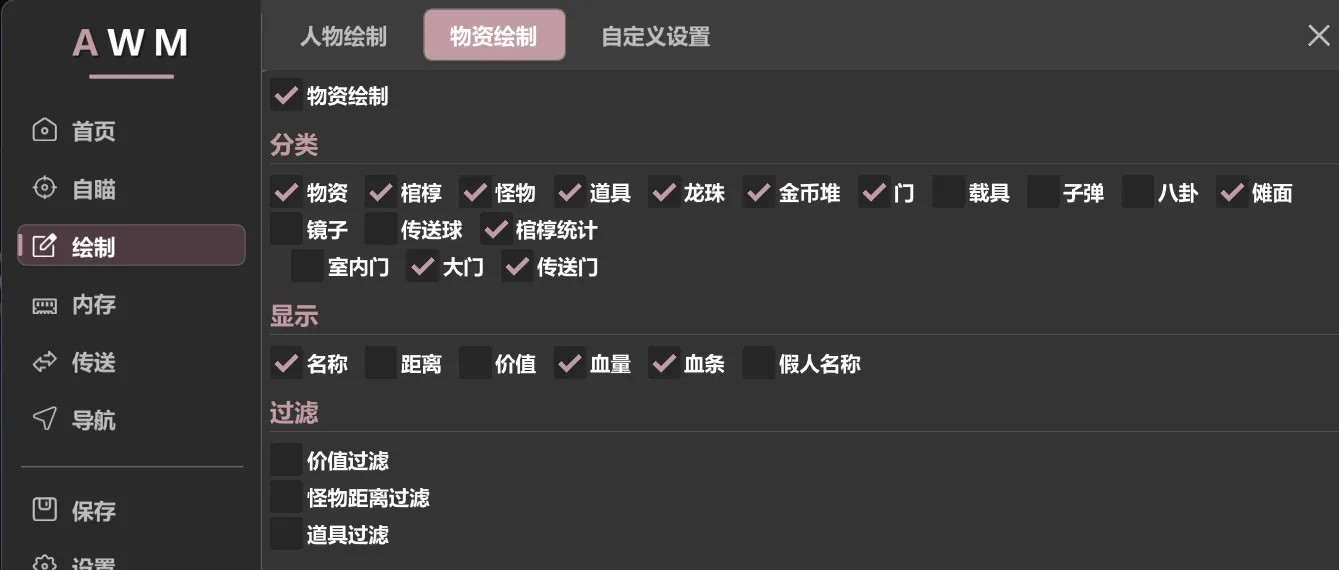 AWM
人物绘制 物资绘制 自定义设置
首页
自瞄
绘制
内存
传送
导航
保存
设置
物资绘制
分类
物资 棺椁 怪物 道具 龙珠 金币堆 门 载具 子弹 八卦 傩面
镜子 传送球 棺椁统计
室内门 大门 传送门
显示
名称 距离 价值 血量 血条 假人名称
过滤
价值过滤
怪物距离过滤
道具过滤